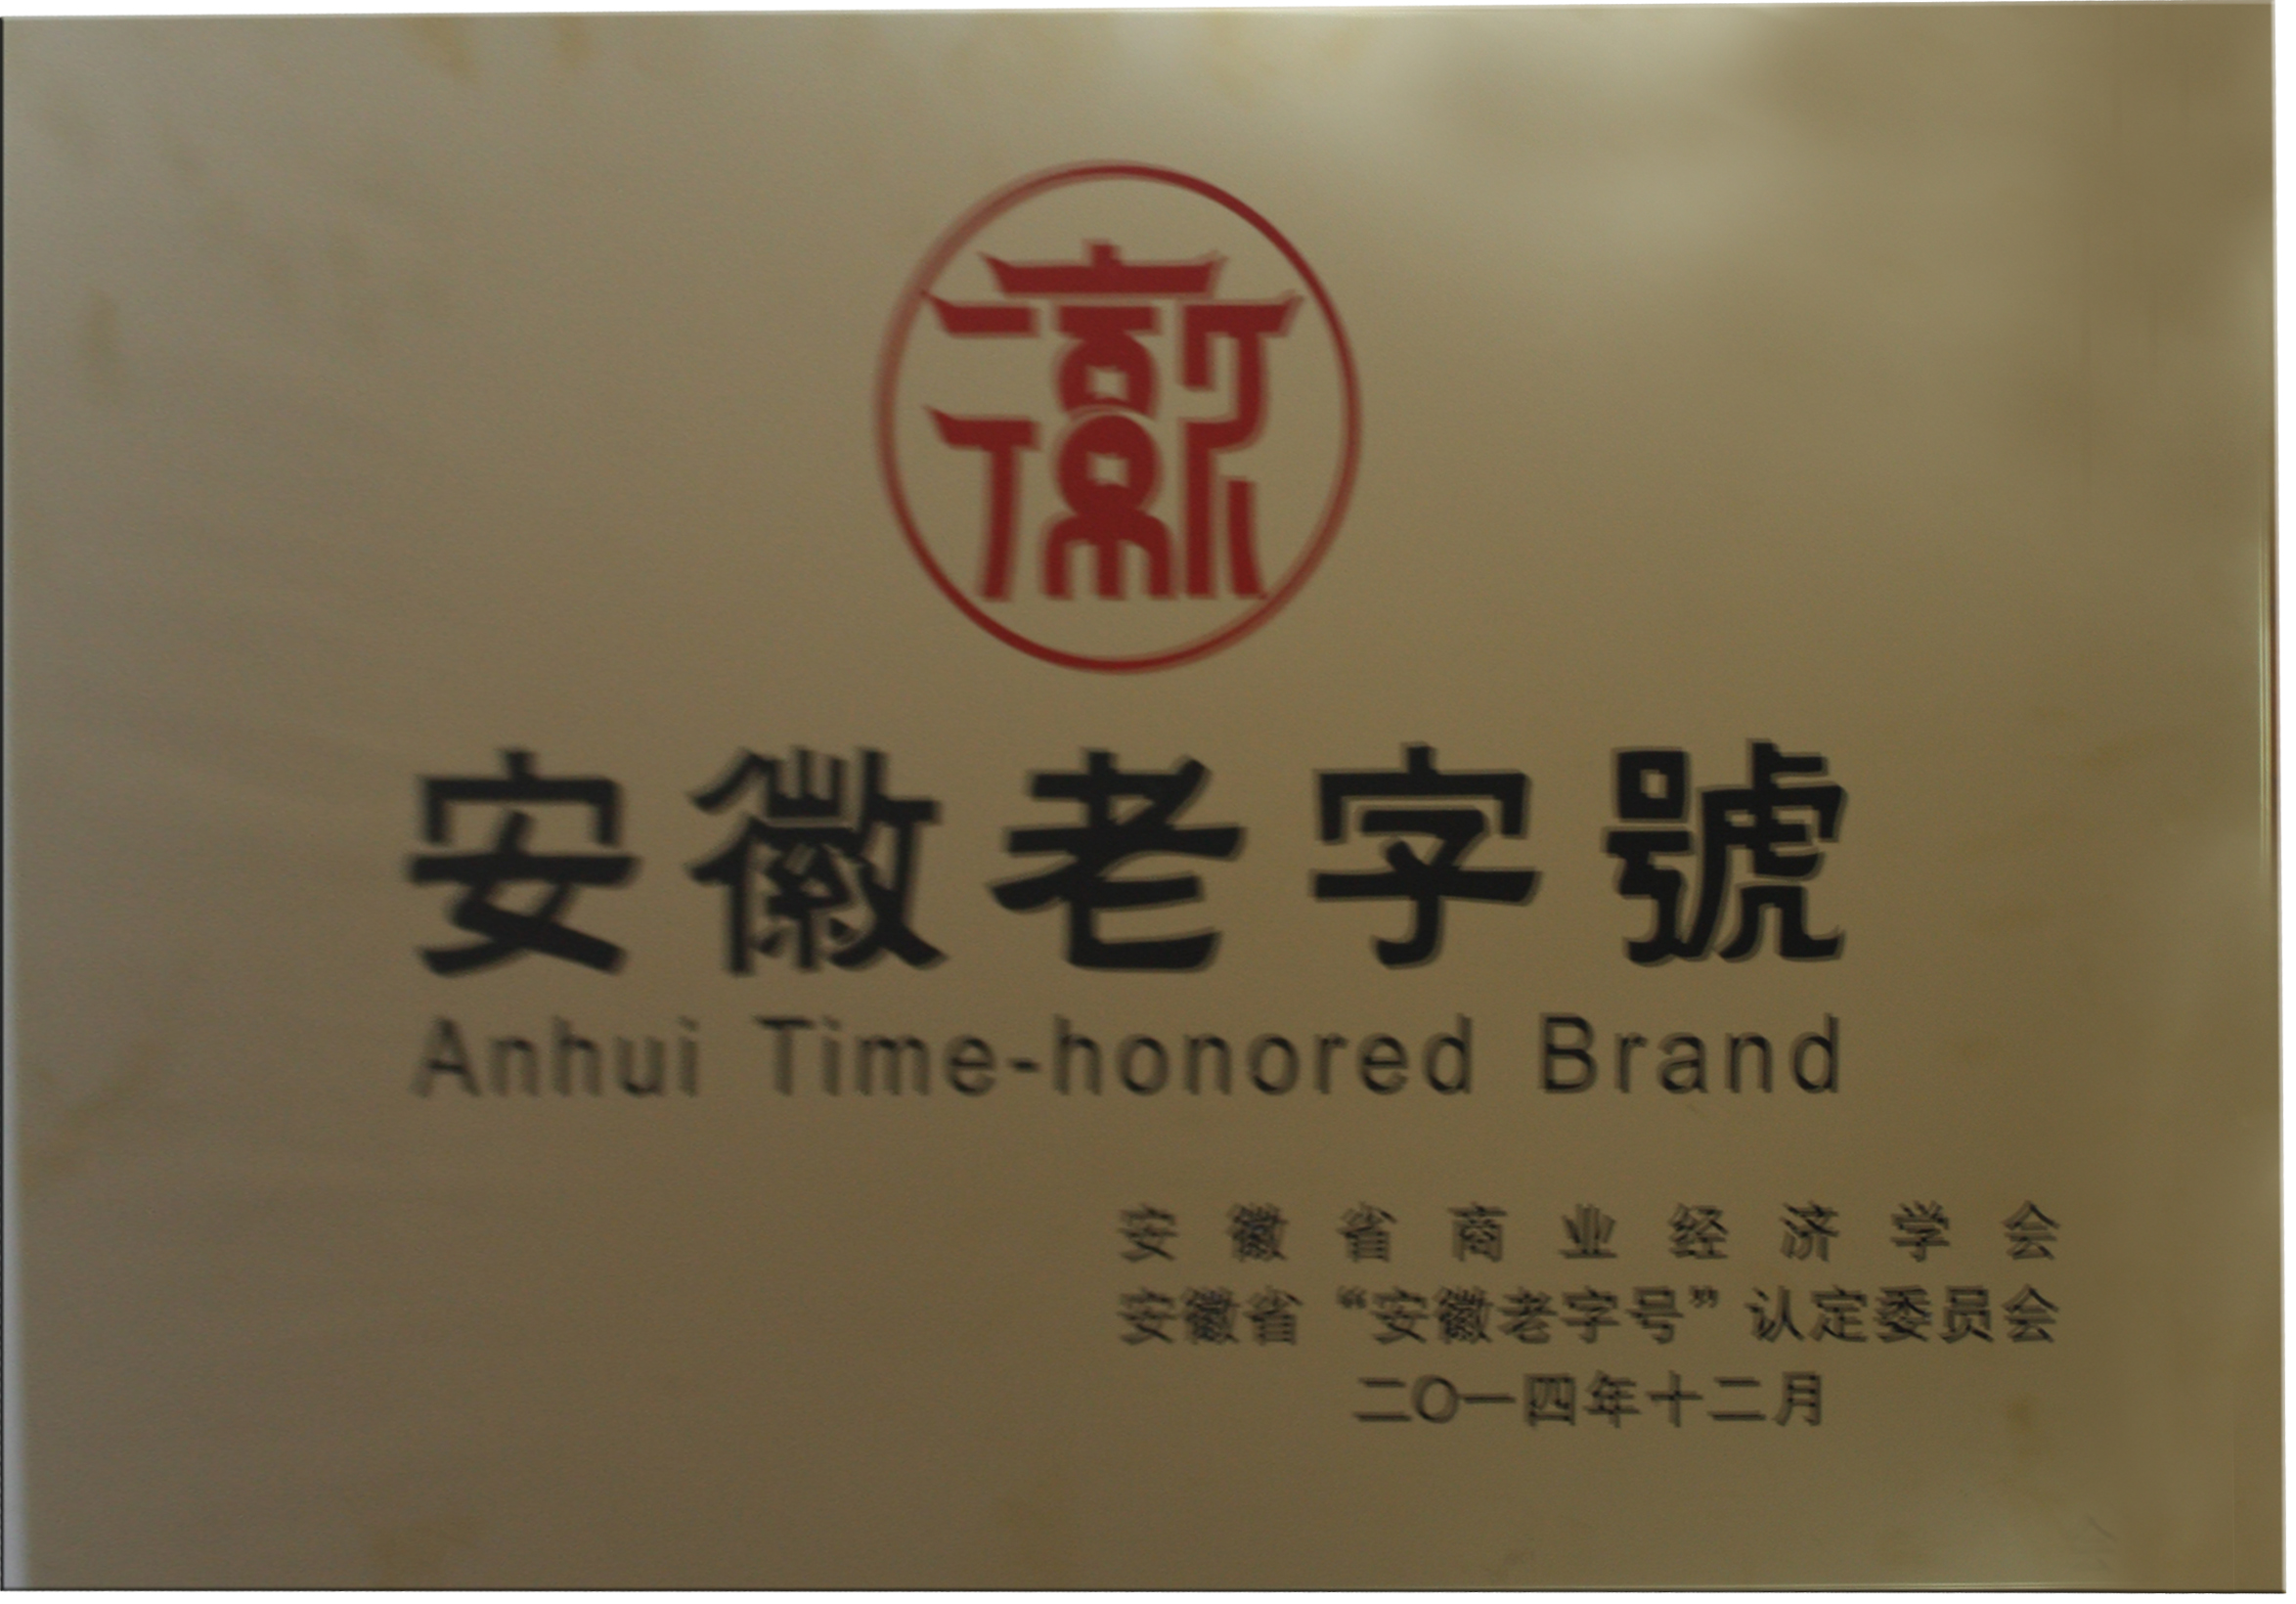 安徽老字號
Anhui Time-honored Brand
安徽省商业经济学会
安徽省“安徽老字号”认定委员会
二〇一四年十二月